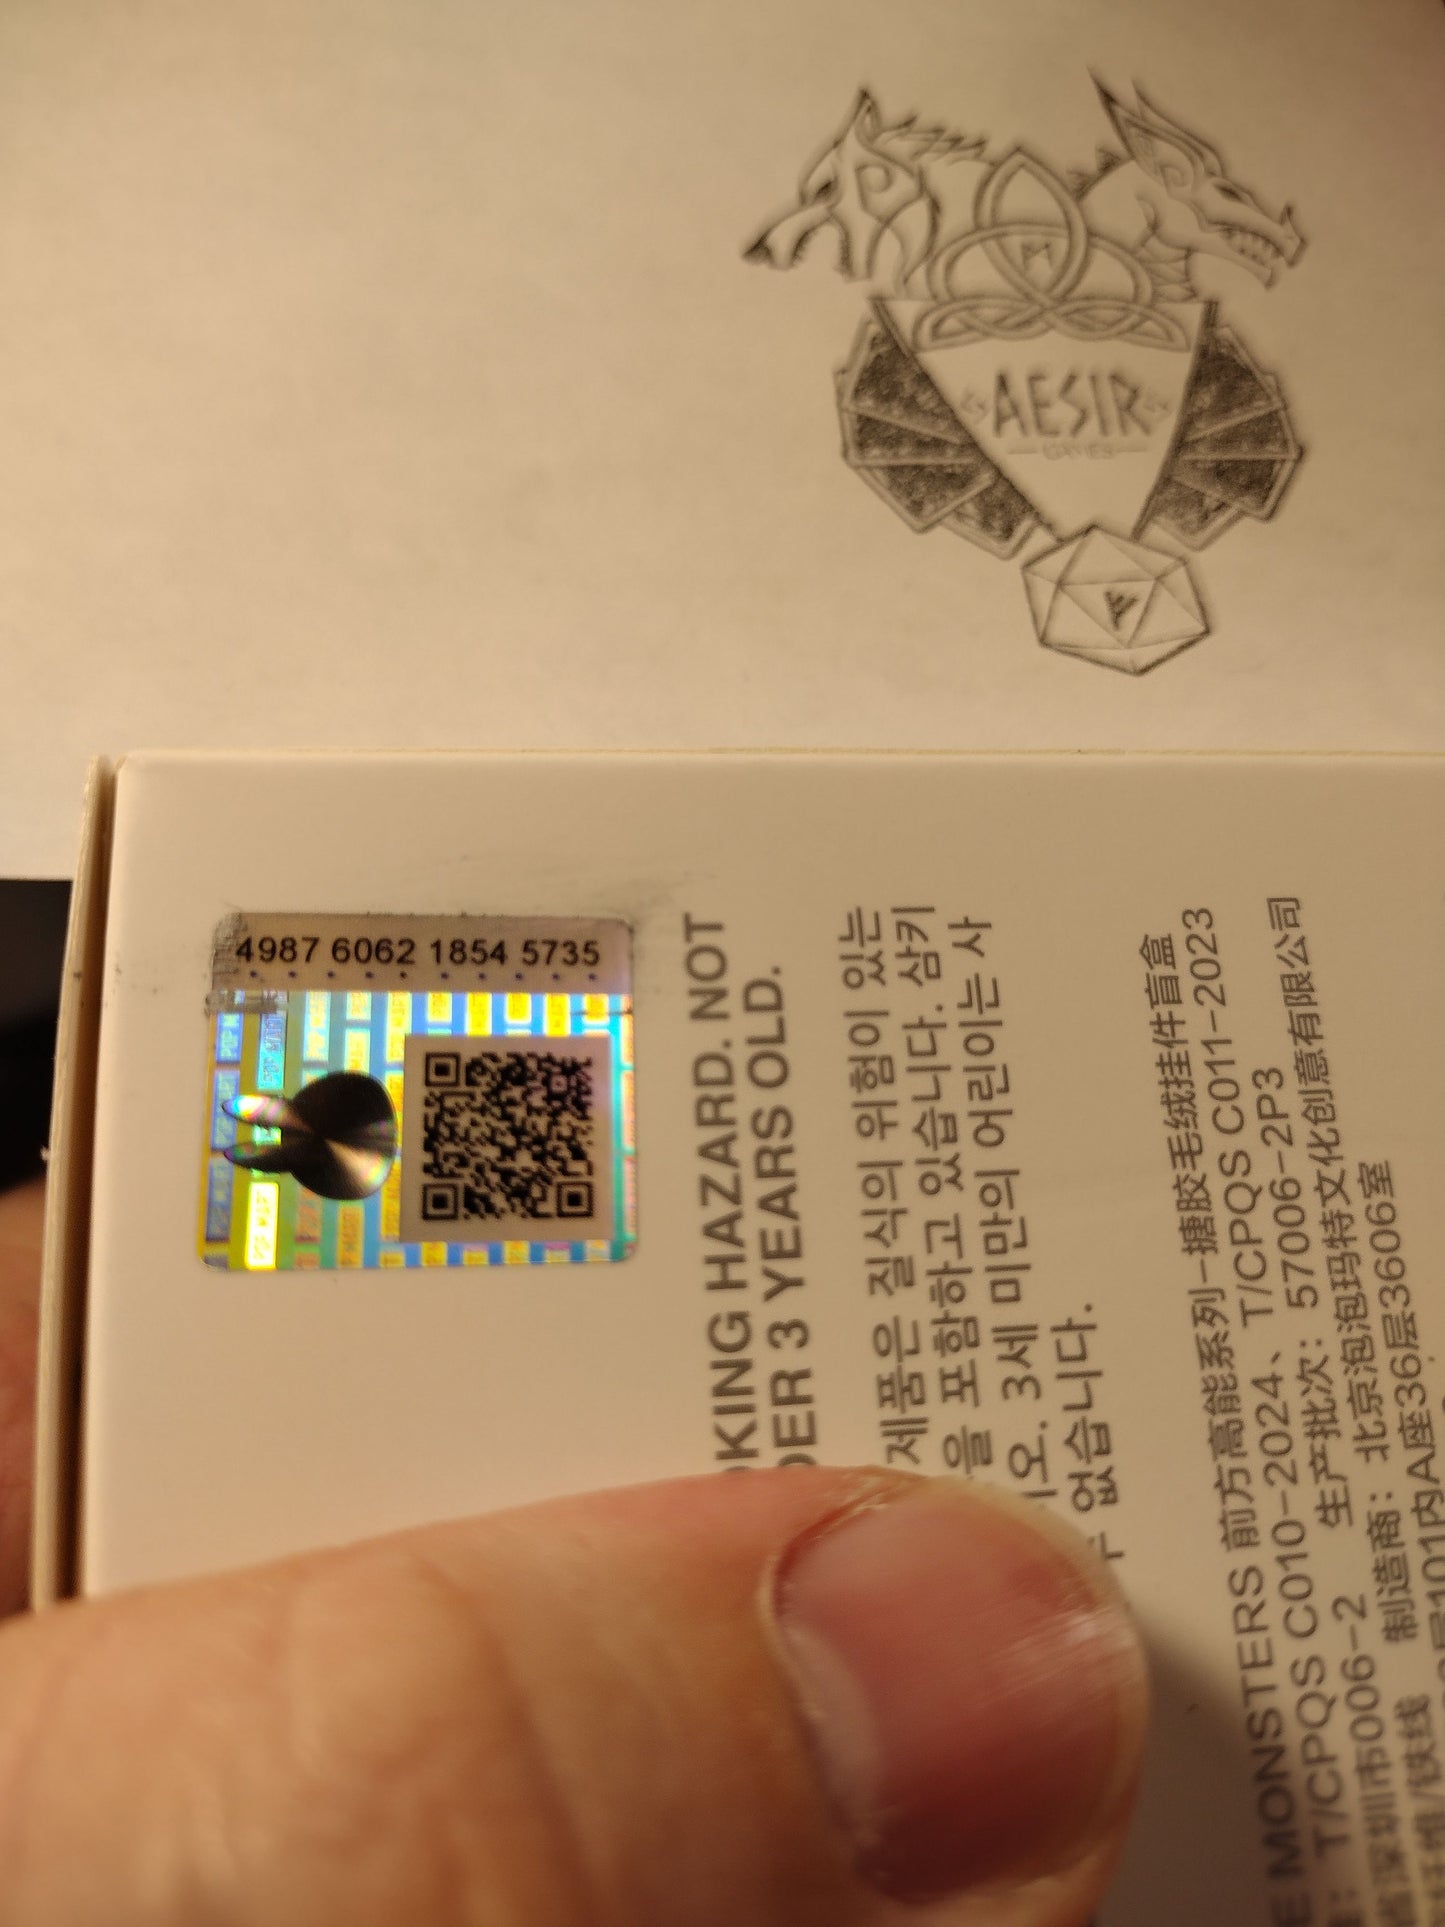 AESIR
GAMES
4987 6062 1854 5735
POP MART
HAZARD. NOT
3 YEARS OLD.
제품은 질식의 위험이 있는
포함하고 있습니다. 삼키
3세 미만의 어린이는 사
없습니다.
MONSTERS 前方高能系列-搪胶毛绒挂件盲盒
T/CPQS C010-2024、T/CPQS C011-2023
生产批次：57006-2P3
制造商：北京泡泡玛特文化创意有限公司
101内A座36层3606室